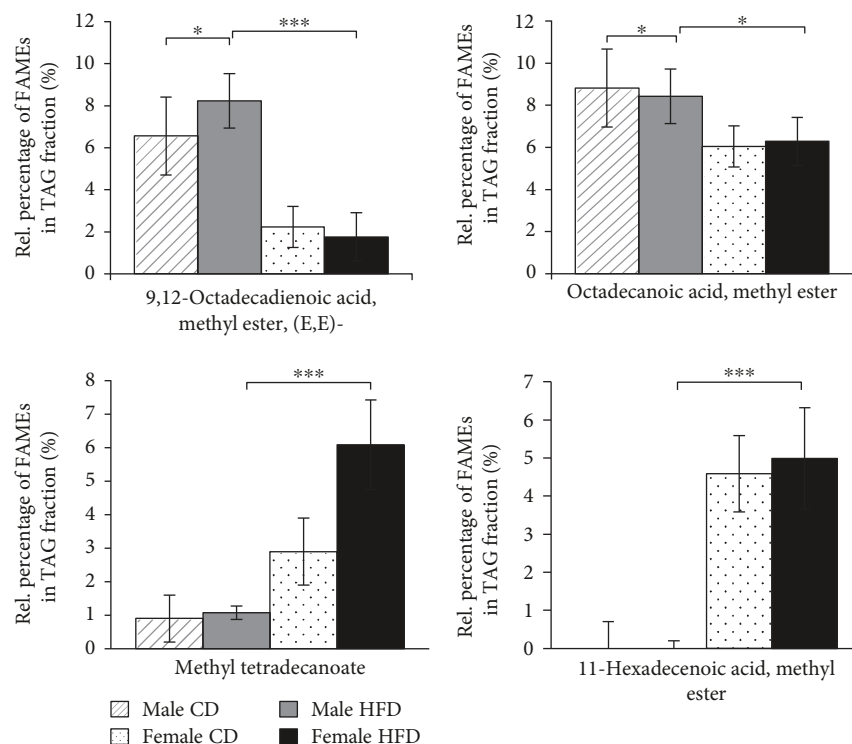 * ***
Rel. percentage of FAMEs
in TAG fraction (%)
12
10
8
6
4
2
0
9,12-Octadecadienoic acid,
methyl ester, (E,E)-
* *
Rel. percentage of FAMEs
in TAG fraction (%)
12
10
8
6
4
2
0
Octadecanoic acid, methyl ester
***
Rel. percentage of FAMEs
in TAG fraction (%)
8
7
6
5
4
3
2
1
0
Methyl tetradecanoate
***
Rel. percentage of FAMEs
in TAG fraction (%)
7
6
5
4
3
2
1
0
11-Hexadecenoic acid, methyl
ester
Male CD Male HFD
Female CD Female HFD